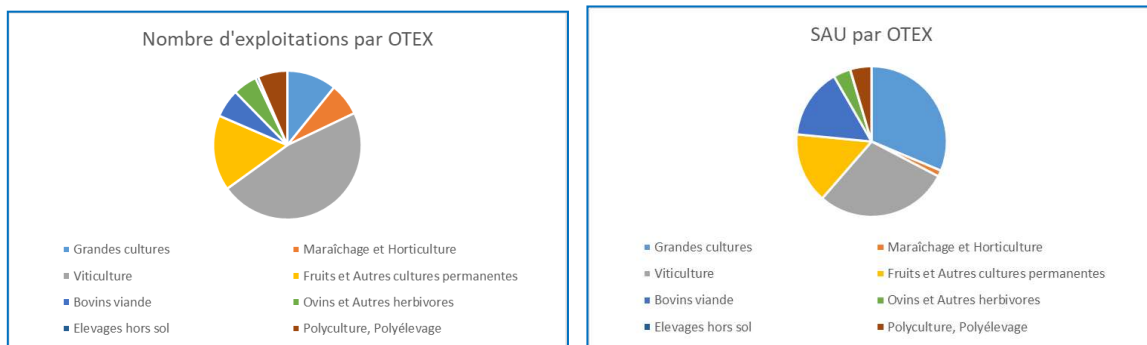 Nombre d'exploitations par OTEX
Grandes cultures
Maraîchage et Horticulture
Viticulture
Fruits et Autres cultures permanentes
Bovins viande
Ovins et Autres herbivores
Elevages hors sol
Polyculture, Polyélevage
SAU par OTEX
Grandes cultures
Maraîchage et Horticulture
Viticulture
Fruits et Autres cultures permanentes
Bovins viande
Ovins et Autres herbivores
Elevages hors sol
Polyculture, Polyélevage